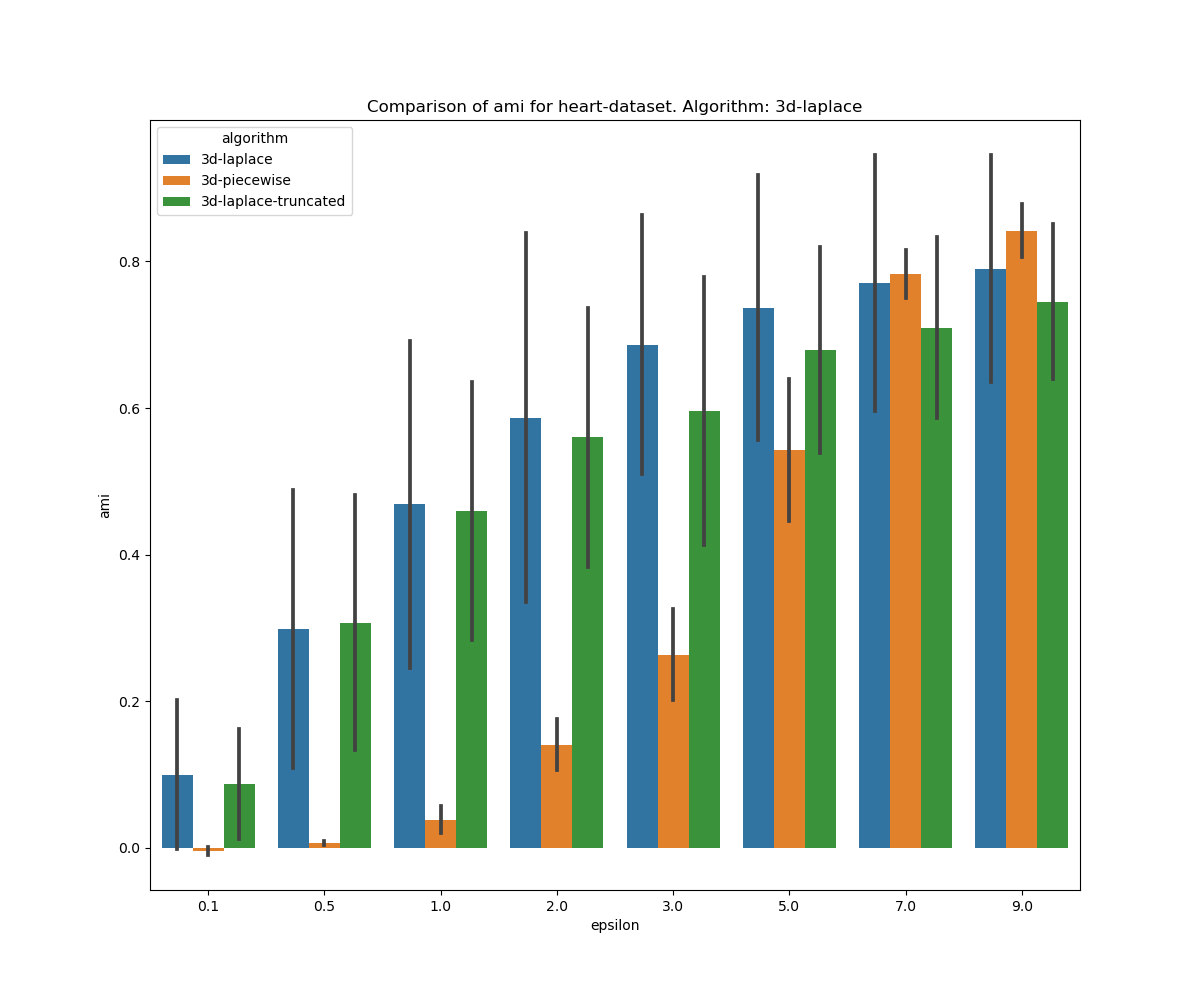 Comparison of ami for heart-dataset. Algorithm: 3d-laplace
algorithm
3d-laplace
3d-piecewise
3d-laplace-truncated
ami
0.8
0.6
0.4
0.2
0.0
0.1 0.5 1.0 2.0 3.0 5.0 7.0 9.0
epsilon